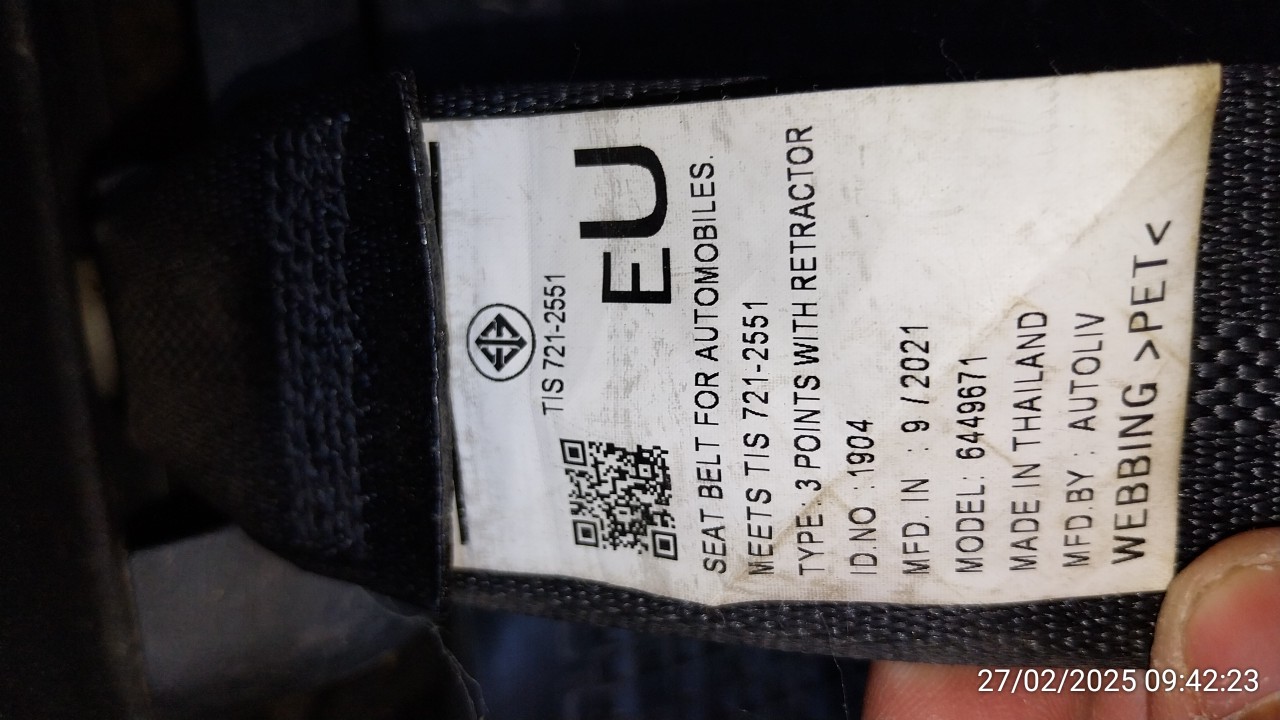 TIS 721-2551
EU
SEAT BELT FOR AUTOMOBILES.
MEETS TIS 721-2551
TYPE : 3 POINTS WITH RETRACTOR
ID.NO : 1904
MFD. IN : 9 / 2021
MODEL: 6449671
MADE IN THAILAND
MFD.BY : AUTOLIV
WEBBING >PET<
27/02/2025 09:42:23